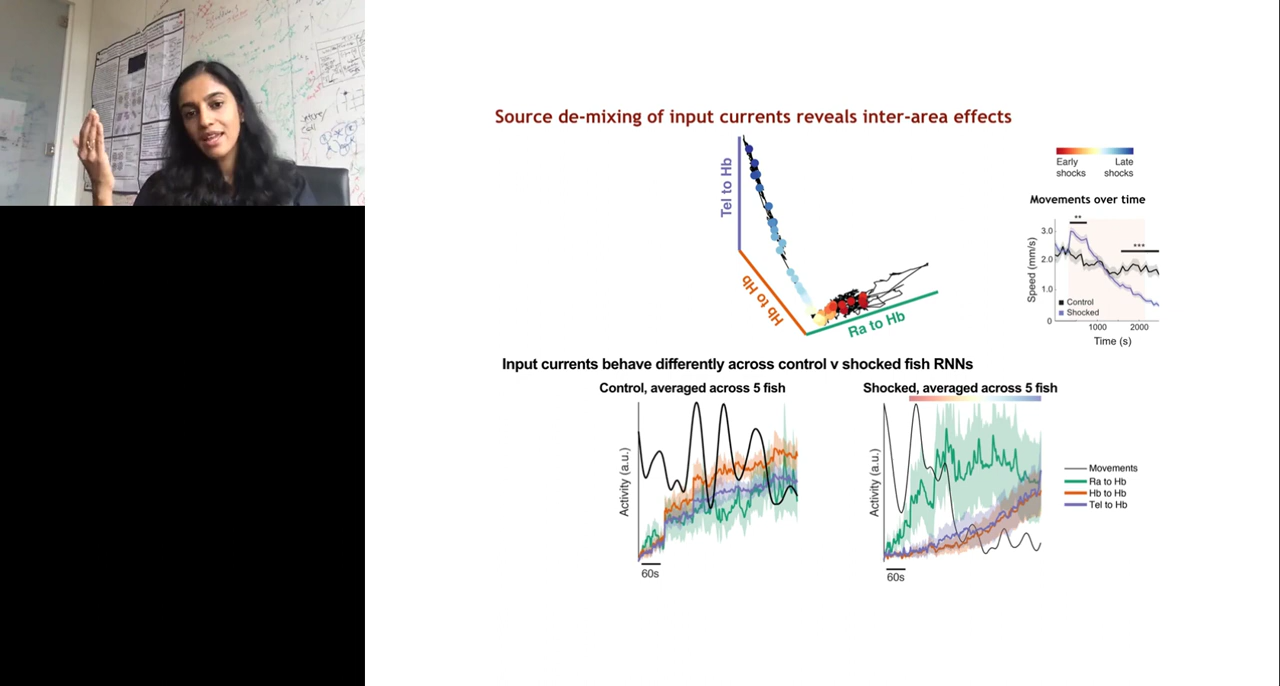 Source de-mixing of input currents reveals inter-area effects
Tel to Hb
Hb to Hb
Ra to Hb
Early shocks
Late shocks
Movements over time
**
***
Speed (mm/s)
3.0
2.0
1.0
0
Control
Shocked
1000
2000
Time (s)
Input currents behave differently across control v shocked fish RNNs
Control, averaged across 5 fish
Activity (a.u.)
60s
Shocked, averaged across 5 fish
Activity (a.u.)
60s
Movements
Ra to Hb
Hb to Hb
Tel to Hb